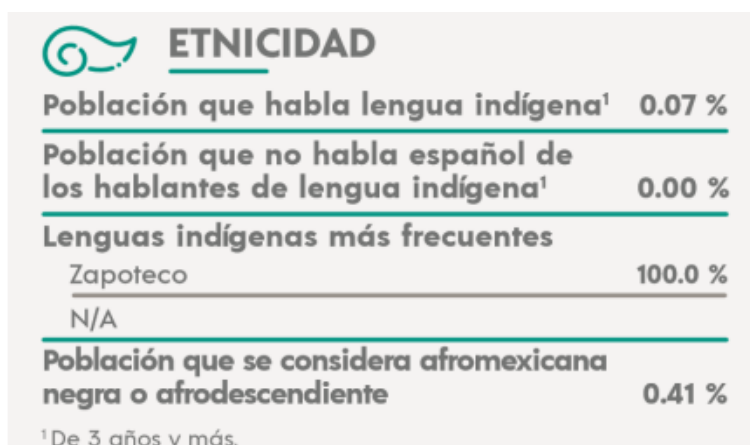 ETNICIDAD
Población que habla lengua indígena¹ 0.07 %
Población que no habla español de
los hablantes de lengua indígena¹ 0.00 %
Lenguas indígenas más frecuentes
Zapoteco 100.0 %
N/A
Población que se considera afromexicana
negra o afrodescendiente 0.41 %
¹ De 3 años y más.